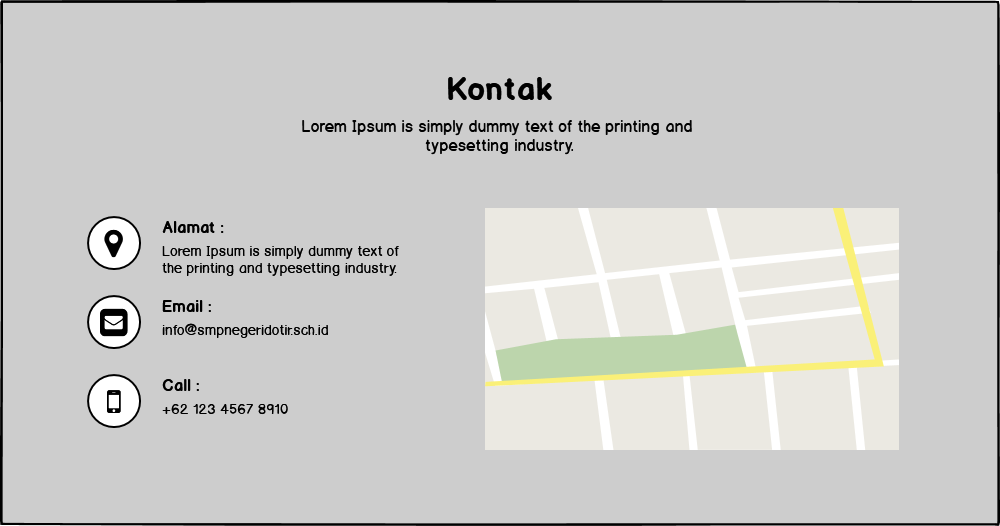 Kontak
Lorem Ipsum is simply dummy text of the printing and
typesetting industry.
Alamat :
Lorem Ipsum is simply dummy text of
the printing and typesetting industry.
Email :
info@smpnegeridotir.sch.id
Call :
+62 123 4567 8910